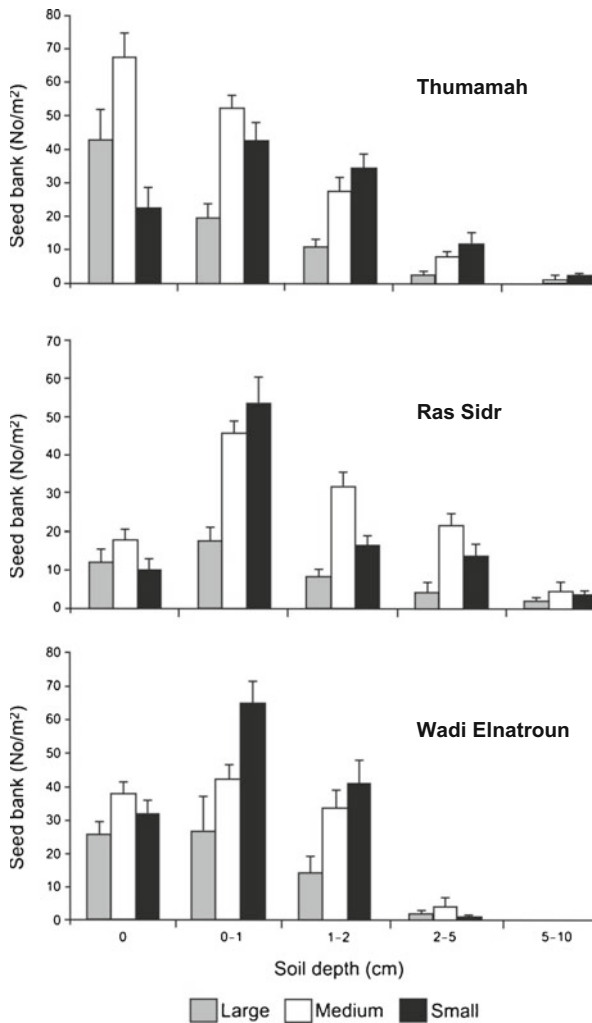 80
70
60
50
40
30
20
10
0
Seed bank (No/m²)
Thumamah
70
60
50
40
30
20
10
0
Seed bank (No/m²)
Ras Sidr
80
70
60
50
40
30
20
10
0
Seed bank (No/m²)
Wadi Elnatroun
0 0–1 1–2 2–5 5–10
Soil depth (cm)
Large Medium Small